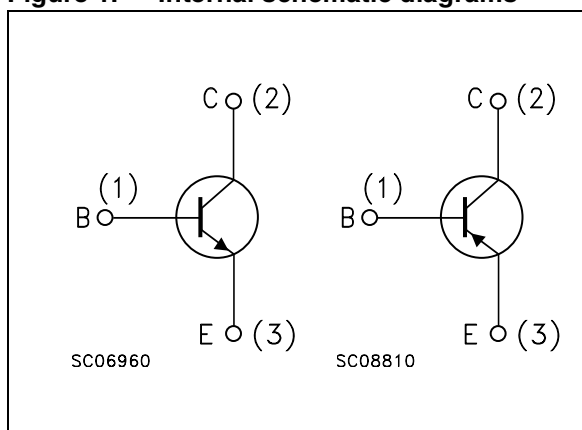 Figure 1. Internal schematic diagrams
C (2)
C (2)
(1)
(1)
B
B
E (3)
E (3)
SC06960
SC08810